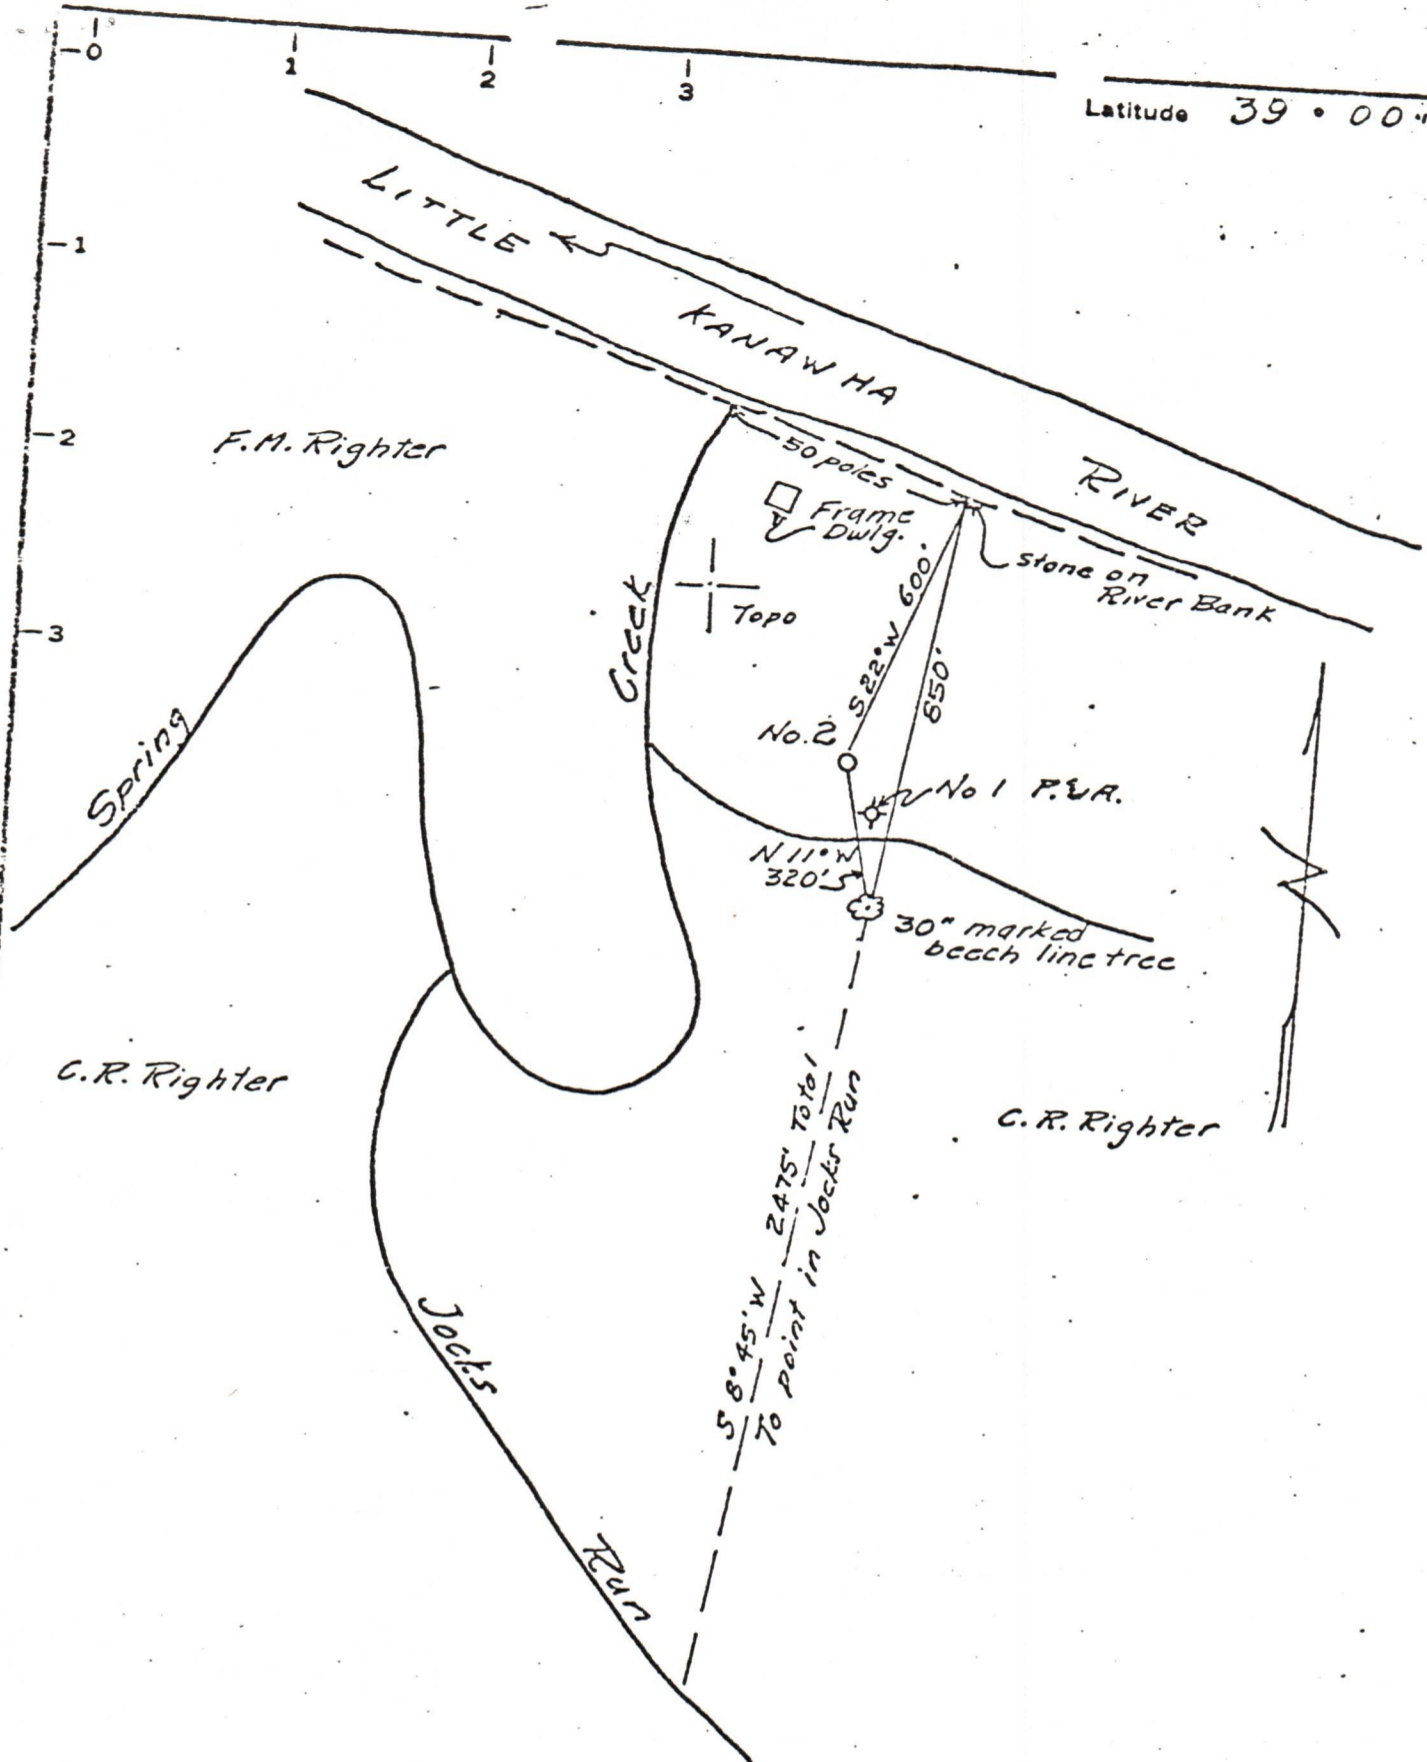 0
1
2
3
Latitude 39 • 00'
LITTLE
-1
KANAWHA
-2
F.M. Righter
50 poles
RIVER
Frame
Dwlg.
stone on
River Bank
Topo
-3
Creek
S22°W 600'
850'
Spring
No. 2
No 1 P.&A.
N11°W
320'
30" marked
beech line tree
C.R. Righter
C.R. Righter
S 8°45'W 2475' Total
To point in Jocks Run
Jocks
Run